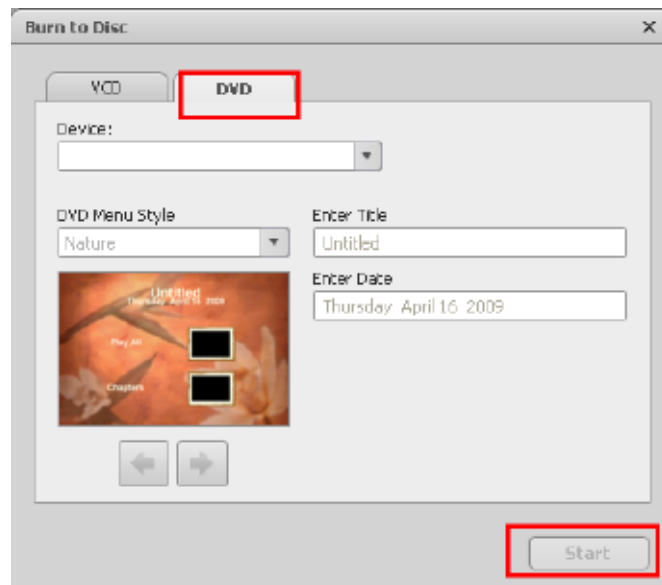 Burn to Disc
VCD
DVD
Device:
DVD Menu Style
Enter Title
Nature
Untitled
Enter Date
Thursday April 16 2009
Untitled
Thursday April 16 2009
Play All
Chapters
Start